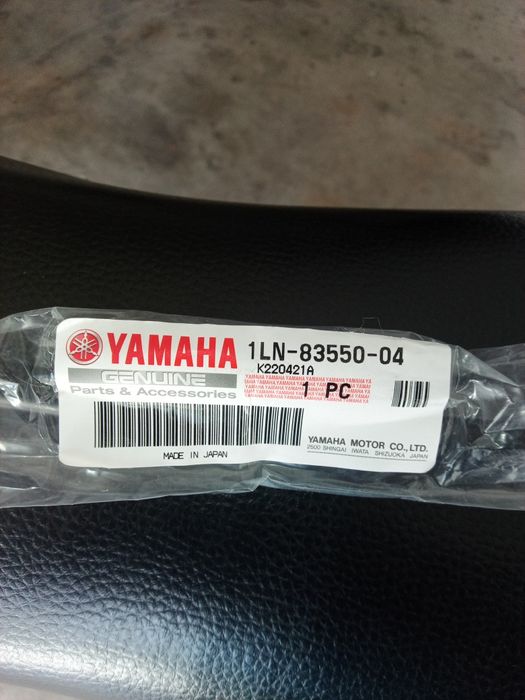 YAMAHA 1LN-83550-04
GENUINE K220421A
Parts & Accessories 1 PC
MADE IN JAPAN
YAMAHA MOTOR CO., LTD.
2500 SHINGAI IWATA SHIZUOKA JAPAN